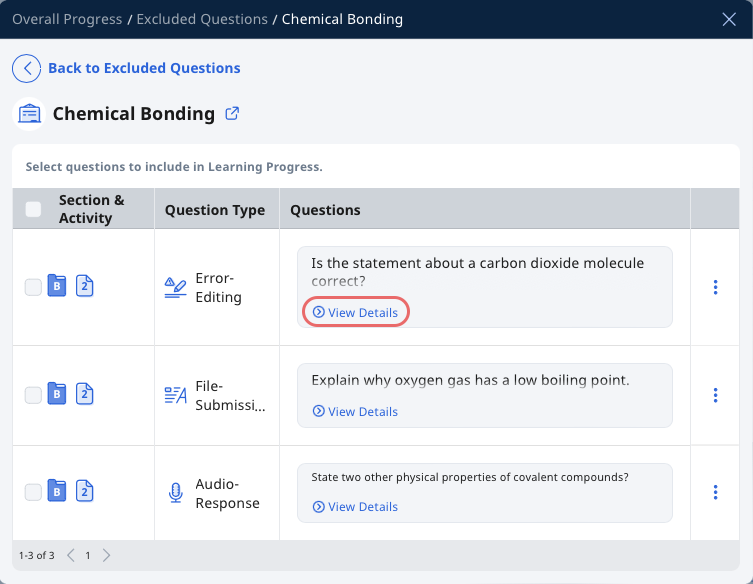 Overall Progress / Excluded Questions / Chemical Bonding
Back to Excluded Questions
Chemical Bonding
Select questions to include in Learning Progress.
Section &
Activity
Question Type
Questions
B
2
Error-
Editing
Is the statement about a carbon dioxide molecule
correct?
View Details
B
2
File-
Submissi...
Explain why oxygen gas has a low boiling point.
View Details
B
2
Audio-
Response
State two other physical properties of covalent compounds?
View Details
1-3 of 3
1